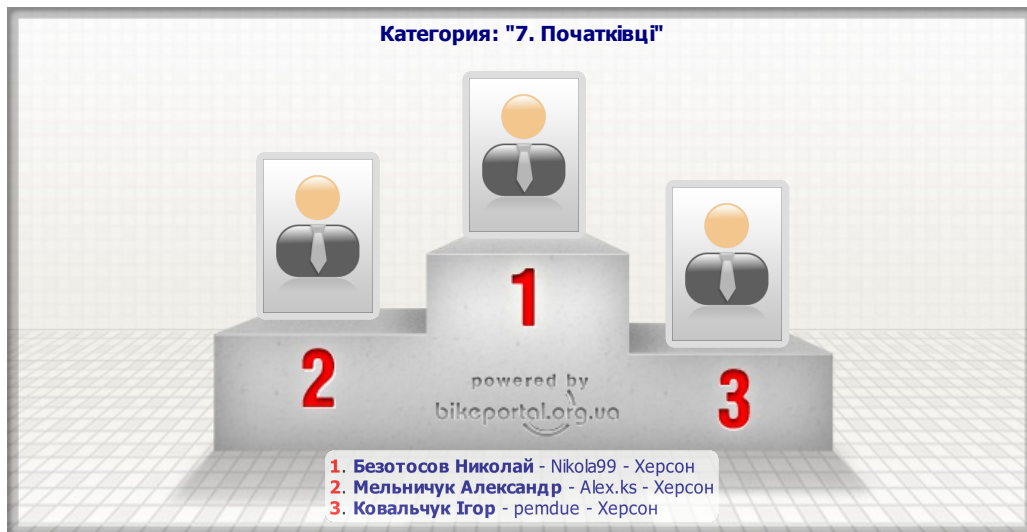 Категория: "7. Початківці"
1
2
3
powered by
bikeportal.org.ua
1. Безотосов Николай - Nikola99 - Херсон
2. Мельничук Александр - Alex.ks - Херсон
3. Ковальчук Ігор - pemdue - Херсон